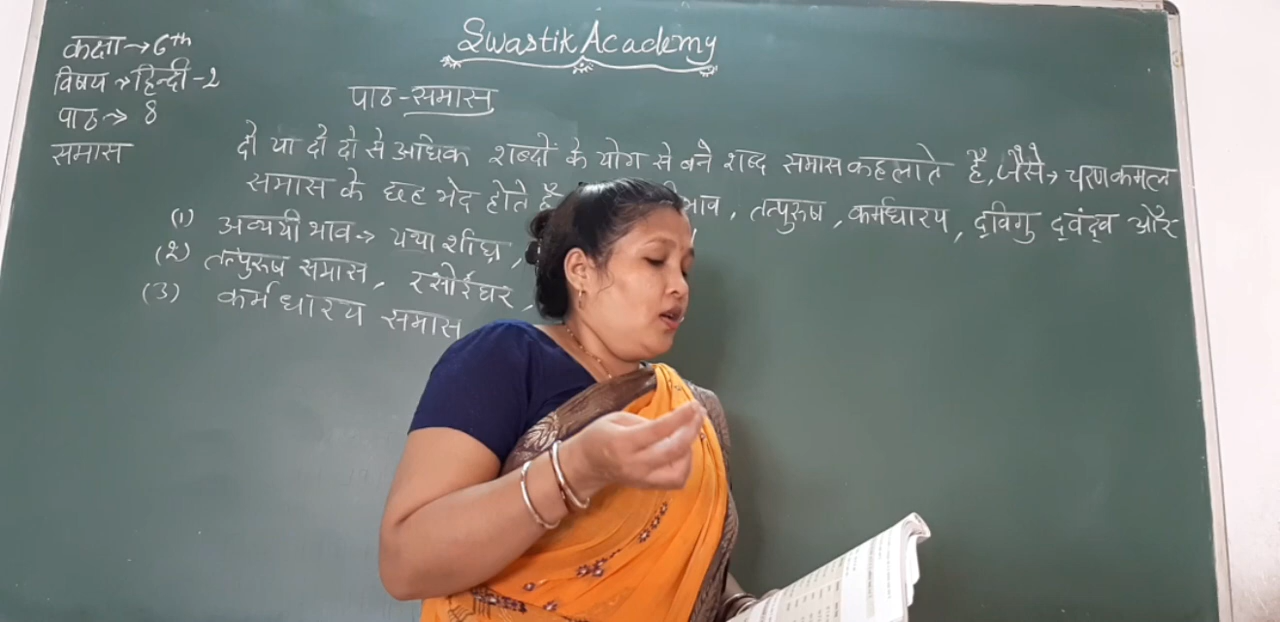 Swastik Academy
कक्षा → 6th
विषय → हिन्दी-2
पाठ → 8
समास
पाठ-समास
दो या दो दो से अधिक शब्दों के योग से बने शब्द समास कहलाते हैं, जैसे → चरणकमल
समास के छह भेद होते है भाव, तत्पुरूष, कर्मधारय, द्विगु द्वंद्व और
(1) अव्ययी भाव → यथा शीघ्र,
(2) तत्पुरूष समास, रसोईघर,
(3) कर्म धारय समास